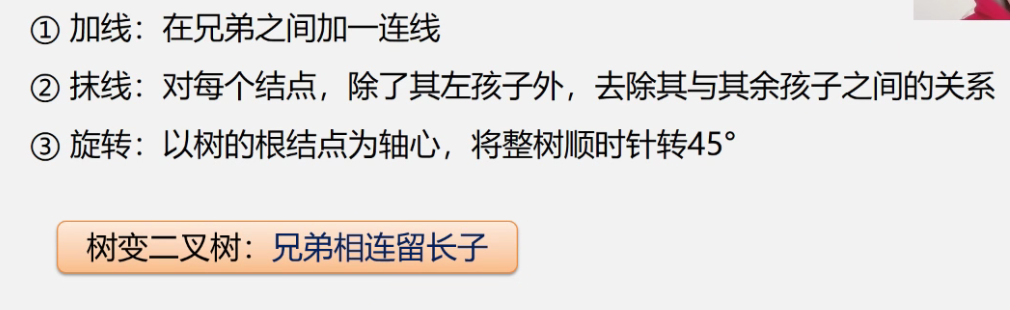 ① 加线：在兄弟之间加一连线
② 抹线：对每个结点，除了其左孩子外，去除其与其余孩子之间的关系
③ 旋转：以树的根结点为轴心，将整树顺时针转45°
树变二叉树：兄弟相连留长子